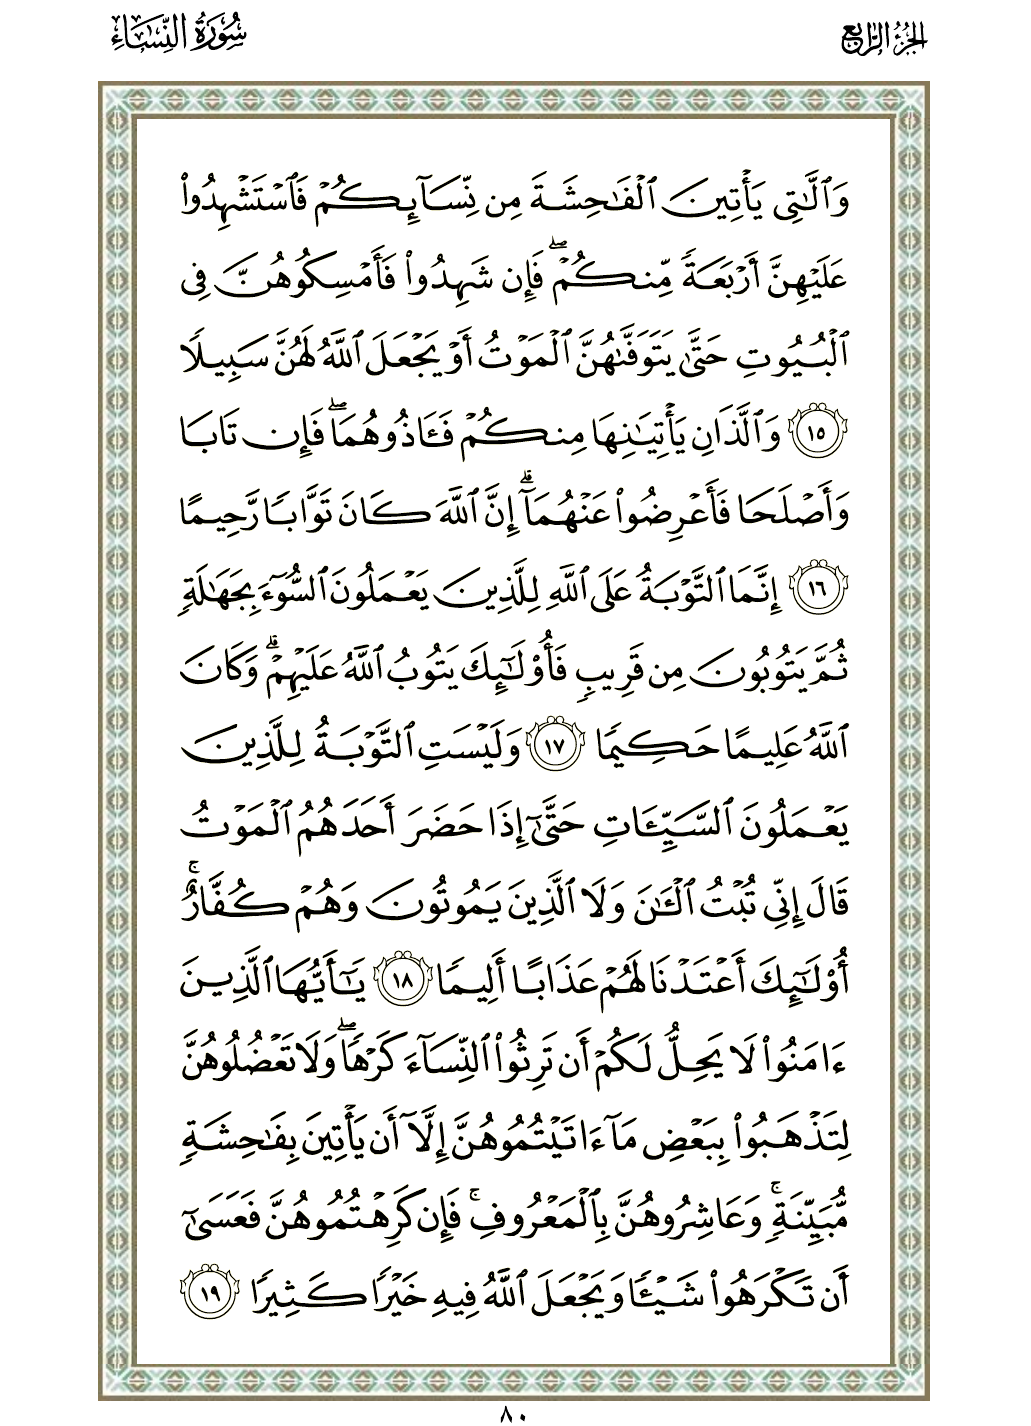 الجزء الرابع
سورة النساء
وَٱلَّٰتِى يَأْتِينَ ٱلْفَٰحِشَةَ مِن نِّسَآئِكُمْ فَٱسْتَشْهِدُوا۟
عَلَيْهِنَّ أَرْبَعَةً مِّنكُمْ ۖ فَإِن شَهِدُوا۟ فَأَمْسِكُوهُنَّ فِى
ٱلْبُيُوتِ حَتَّىٰ يَتَوَفَّىٰهُنَّ ٱلْمَوْتُ أَوْ يَجْعَلَ ٱللَّهُ لَهُنَّ سَبِيلًا
١٥ وَٱلَّذَانِ يَأْتِيَٰنِهَا مِنكُمْ فَـَٔاذُوهُمَا ۖ فَإِن تَابَا
وَأَصْلَحَا فَأَعْرِضُوا۟ عَنْهُمَآ ۗ إِنَّ ٱللَّهَ كَانَ تَوَّابًا رَّحِيمًا
١٦ إِنَّمَا ٱلتَّوْبَةُ عَلَى ٱللَّهِ لِلَّذِينَ يَعْمَلُونَ ٱلسُّوٓءَ بِجَهَٰلَةٍ
ثُمَّ يَتُوبُونَ مِن قَرِيبٍ فَأُو۟لَٰٓئِكَ يَتُوبُ ٱللَّهُ عَلَيْهِمْ ۗ وَكَانَ
ٱللَّهُ عَلِيمًا حَكِيمًا ١٧ وَلَيْسَتِ ٱلتَّوْبَةُ لِلَّذِينَ
يَعْمَلُونَ ٱلسَّيِّـَٔاتِ حَتَّىٰٓ إِذَا حَضَرَ أَحَدَهُمُ ٱلْمَوْتُ
قَالَ إِنِّى تُبْتُ ٱلْـَٰٔنَ وَلَا ٱلَّذِينَ يَمُوتُونَ وَهُمْ كُفَّارٌ ۚ
أُو۟لَٰٓئِكَ أَعْتَدْنَا لَهُمْ عَذَابًا أَلِيمًا ١٨ يَٰٓأَيُّهَا ٱلَّذِينَ
ءَامَنُوا۟ لَا يَحِلُّ لَكُمْ أَن تَرِثُوا۟ ٱلنِّسَآءَ كَرْهًا ۖ وَلَا تَعْضُلُوهُنَّ
لِتَذْهَبُوا۟ بِبَعْضِ مَآ ءَاتَيْتُمُوهُنَّ إِلَّآ أَن يَأْتِينَ بِفَٰحِشَةٍ
مُّبَيِّنَةٍ ۚ وَعَاشِرُوهُنَّ بِٱلْمَعْرُوفِ ۚ فَإِن كَرِهْتُمُوهُنَّ فَعَسَىٰٓ
أَن تَكْرَهُوا۟ شَيْـًٔا وَيَجْعَلَ ٱللَّهُ فِيهِ خَيْرًا كَثِيرًا ١٩
٨٠